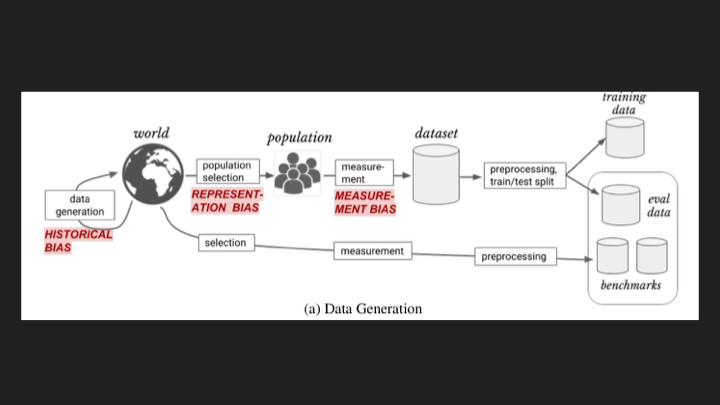 training
data
world
population
dataset
population
selection
measure-
ment
preprocessing,
train/test split
REPRESENT-
ATION BIAS
MEASURE-
MENT BIAS
data
generation
eval
data
HISTORICAL
BIAS
selection
measurement
preprocessing
benchmarks
(a) Data Generation